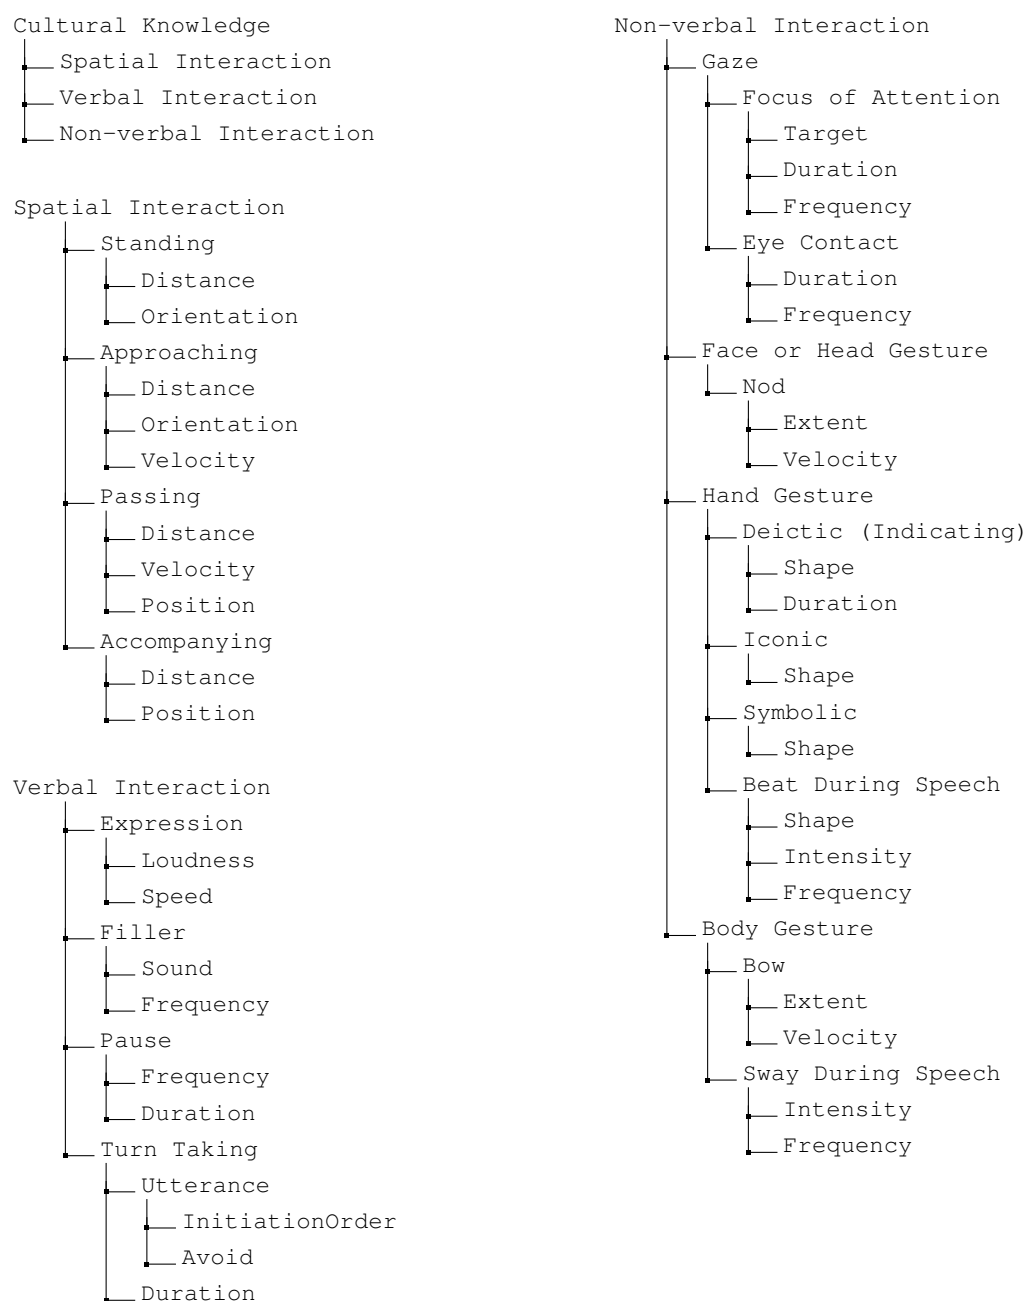 Cultural Knowledge
Spatial Interaction
Verbal Interaction
Non-verbal Interaction
Spatial Interaction
Standing
Distance
Orientation
Approaching
Distance
Orientation
Velocity
Passing
Distance
Velocity
Position
Accompanying
Distance
Position
Verbal Interaction
Expression
Loudness
Speed
Filler
Sound
Frequency
Pause
Frequency
Duration
Turn Taking
Utterance
InitiationOrder
Avoid
Duration
Non-verbal Interaction
Gaze
Focus of Attention
Target
Duration
Frequency
Eye Contact
Duration
Frequency
Face or Head Gesture
Nod
Extent
Velocity
Hand Gesture
Deictic (Indicating)
Shape
Duration
Iconic
Shape
Symbolic
Shape
Beat During Speech
Shape
Intensity
Frequency
Body Gesture
Bow
Extent
Velocity
Sway During Speech
Intensity
Frequency